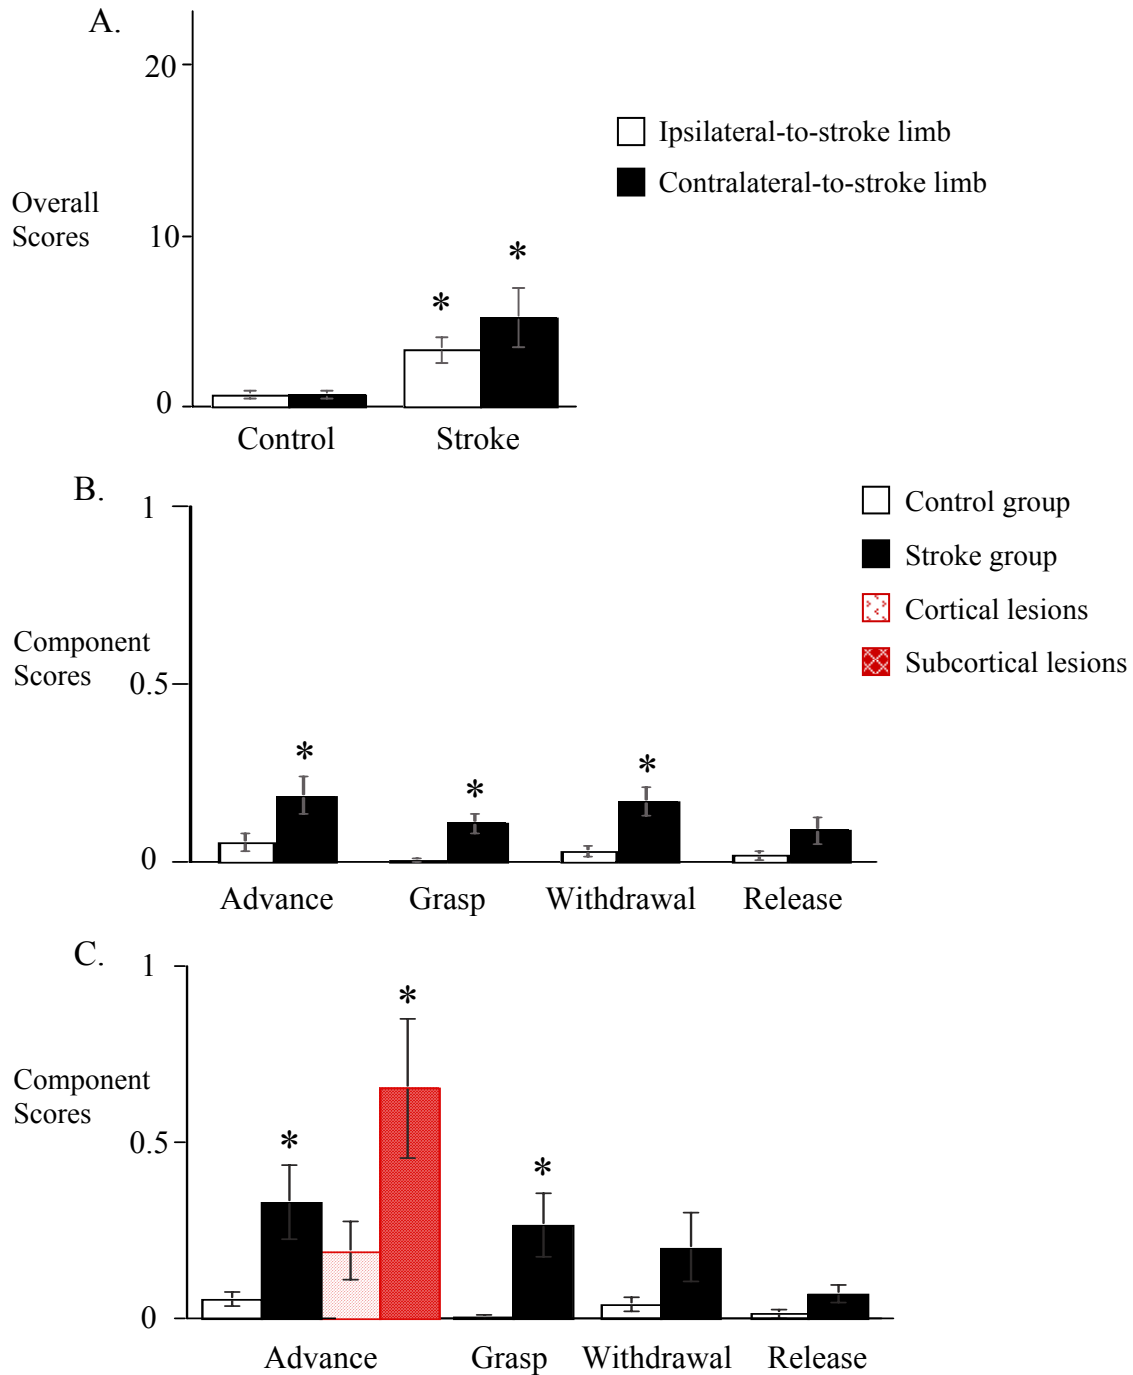 A.
20
10
0
Overall
Scores
Ipsilateral-to-stroke limb
Contralateral-to-stroke limb
*
*
Control
Stroke
B.
1
0.5
0
Component
Scores
Control group
Stroke group
Cortical lesions
Subcortical lesions
*
*
*
Advance
Grasp
Withdrawal
Release
C.
1
0.5
0
Component
Scores
*
*
*
Advance
Grasp
Withdrawal
Release